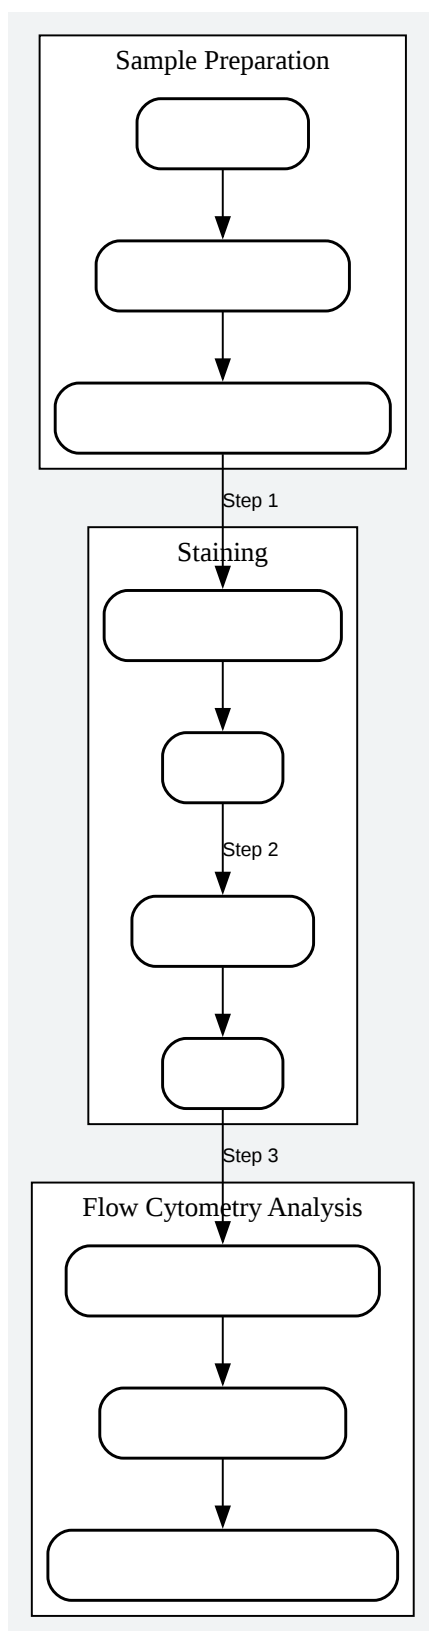 Sample Preparation
Step 1
Staining
Step 2
Step 3
Flow Cytometry Analysis